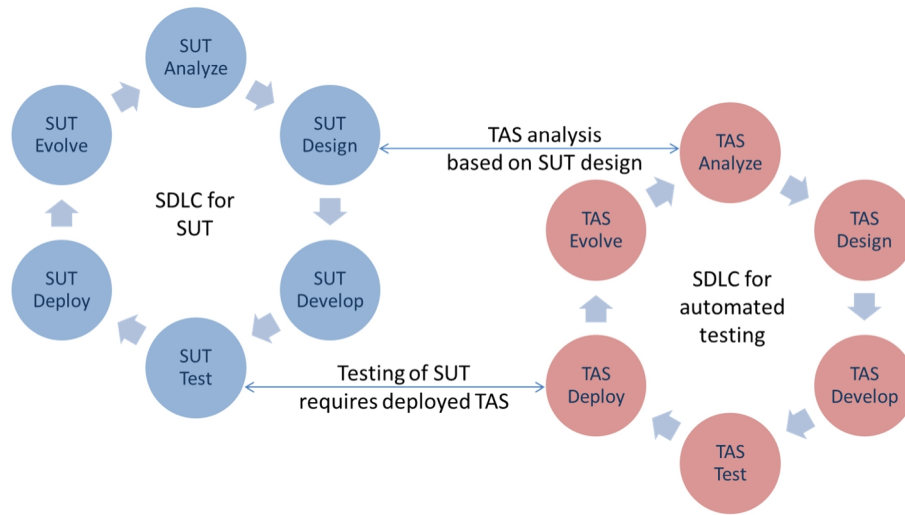 SUT
Analyze
SUT
Design
SUT
Develop
SUT
Test
SUT
Deploy
SUT
Evolve
SDLC for
SUT
TAS analysis
based on SUT design
Testing of SUT
requires deployed TAS
TAS
Analyze
TAS
Design
TAS
Develop
TAS
Test
TAS
Deploy
TAS
Evolve
SDLC for
automated
testing